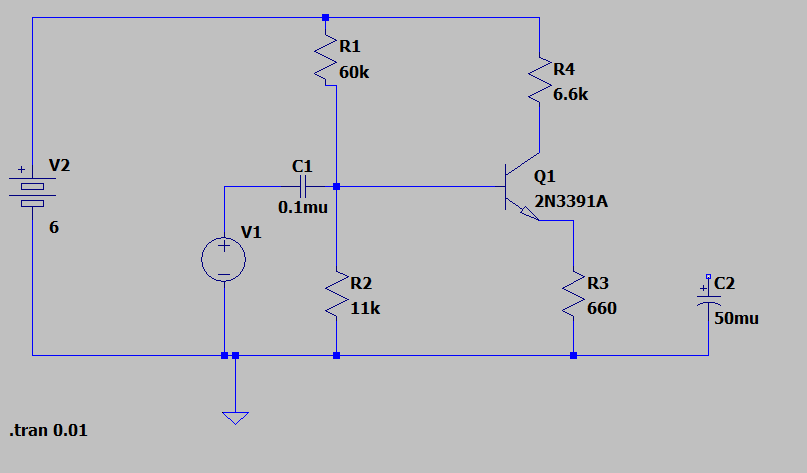 R1
60k
R4
6.6k
V2
+
6
C1
0.1mu
Q1
2N3391A
V1
+
−
R2
11k
R3
660
C2
+
50mu
.tran 0.01